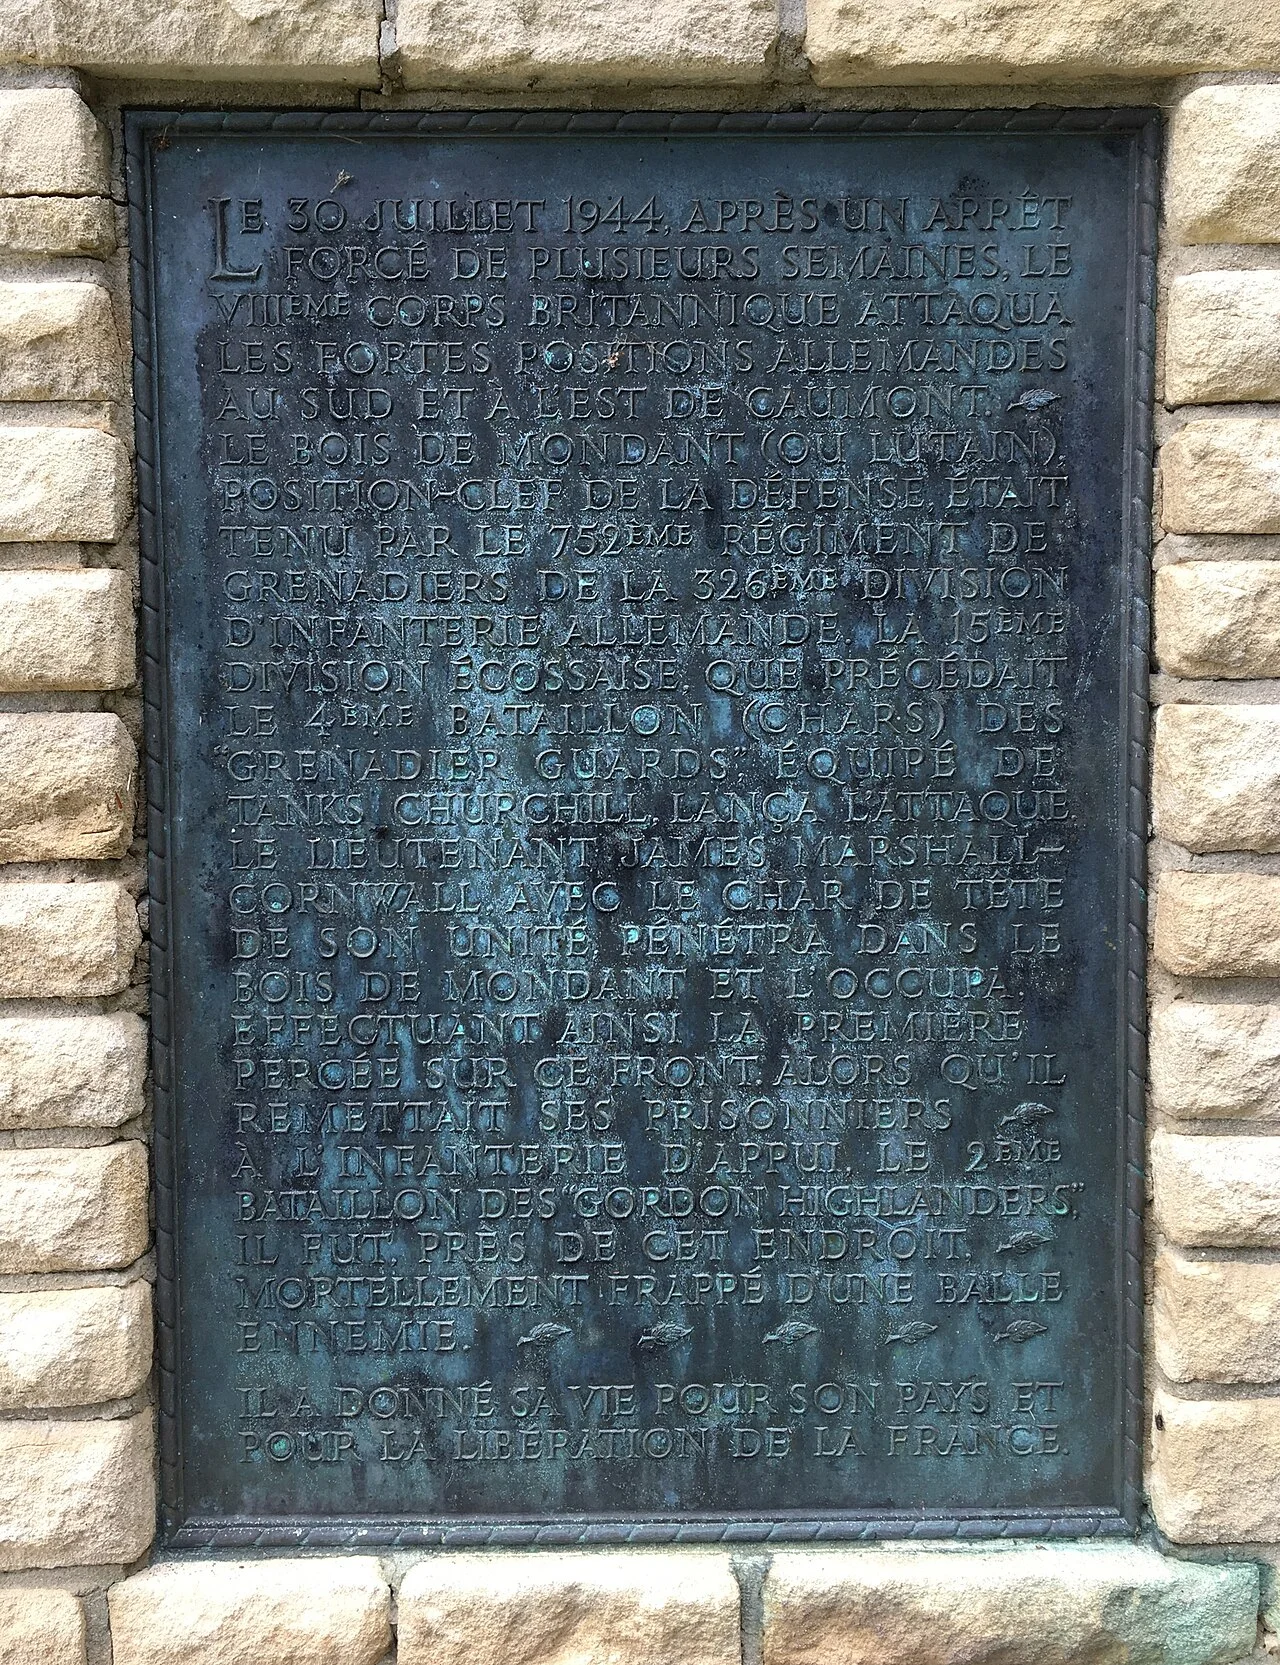 LE 30 JUILLET 1944, APRÈS UN ARRÊT
FORCÉ DE PLUSIEURS SEMAINES, LE
VIIIEME CORPS BRITANNIQUE ATTAQUA
LES FORTES POSITIONS ALLEMANDES
AU SUD ET À L'EST DE CAUMONT.
LE BOIS DE MONDANT (OU LUTAIN),
POSITION-CLEF DE LA DÉFENSE, ÉTAIT
TENU PAR LE 752ÈME RÉGIMENT DE
GRENADIERS DE LA 326ÈME DIVISION
D'INFANTERIE ALLEMANDE. LA 15ÈME
DIVISION ÉCOSSAISE, QUE PRÉCÉDAIT
LE 4ÈME BATAILLON (CHARS) DES
"GRENADIER GUARDS", ÉQUIPÉ DE
TANKS CHURCHILL, LANÇA L'ATTAQUE.
LE LIEUTENANT JAMES MARSHALL-
CORNWALL AVEC LE CHAR DE TÊTE
DE SON UNITÉ PÉNÉTRA DANS LE
BOIS DE MONDANT ET L'OCCUPA,
EFFECTUANT AINSI LA PREMIÈRE
PERCÉE SUR CE FRONT. ALORS QU'IL
REMETTAIT SES PRISONNIERS
À L'INFANTERIE D'APPUI, LE 2ÈME
BATAILLON DES "GORDON HIGHLANDERS",
IL FUT, PRÈS DE CET ENDROIT,
MORTELLEMENT FRAPPÉ D'UNE BALLE
ENNEMIE.
IL A DONNÉ SA VIE POUR SON PAYS ET
POUR LA LIBÉRATION DE LA FRANCE.